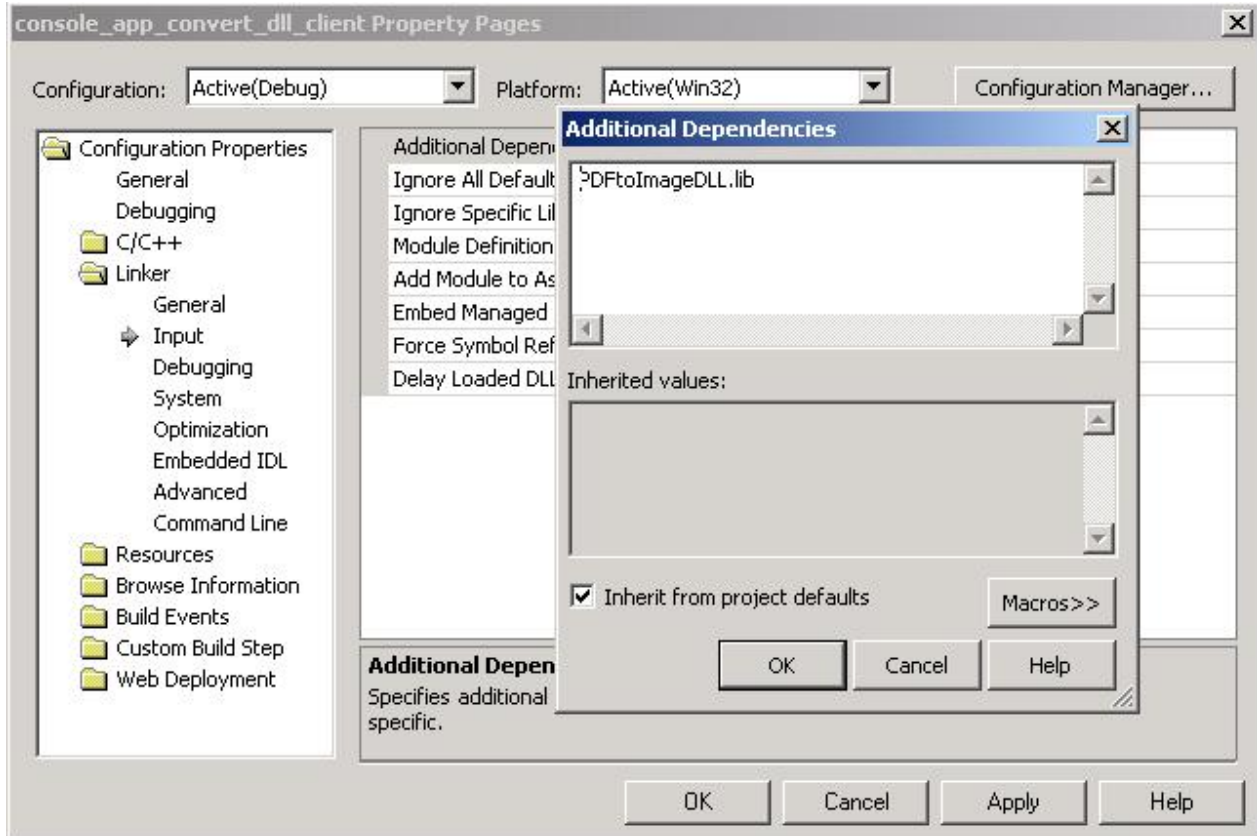 console_app_convert_dll_client Property Pages
Configuration: Active(Debug) Platform: Active(Win32) Configuration Manager...
Configuration Properties
General
Debugging
C/C++
Linker
General
Input
Debugging
System
Optimization
Embedded IDL
Advanced
Command Line
Resources
Browse Information
Build Events
Custom Build Step
Web Deployment
Additional Depen
Ignore All Default
Ignore Specific Lil
Module Definition
Add Module to As
Embed Managed
Force Symbol Ref
Delay Loaded DLL
Additional Depen
Specifies additional
specific.
Additional Dependencies
PDFtoImageDLL.lib
Inherited values:
Inherit from project defaults
Macros>>
OK Cancel Help
OK Cancel Apply Help